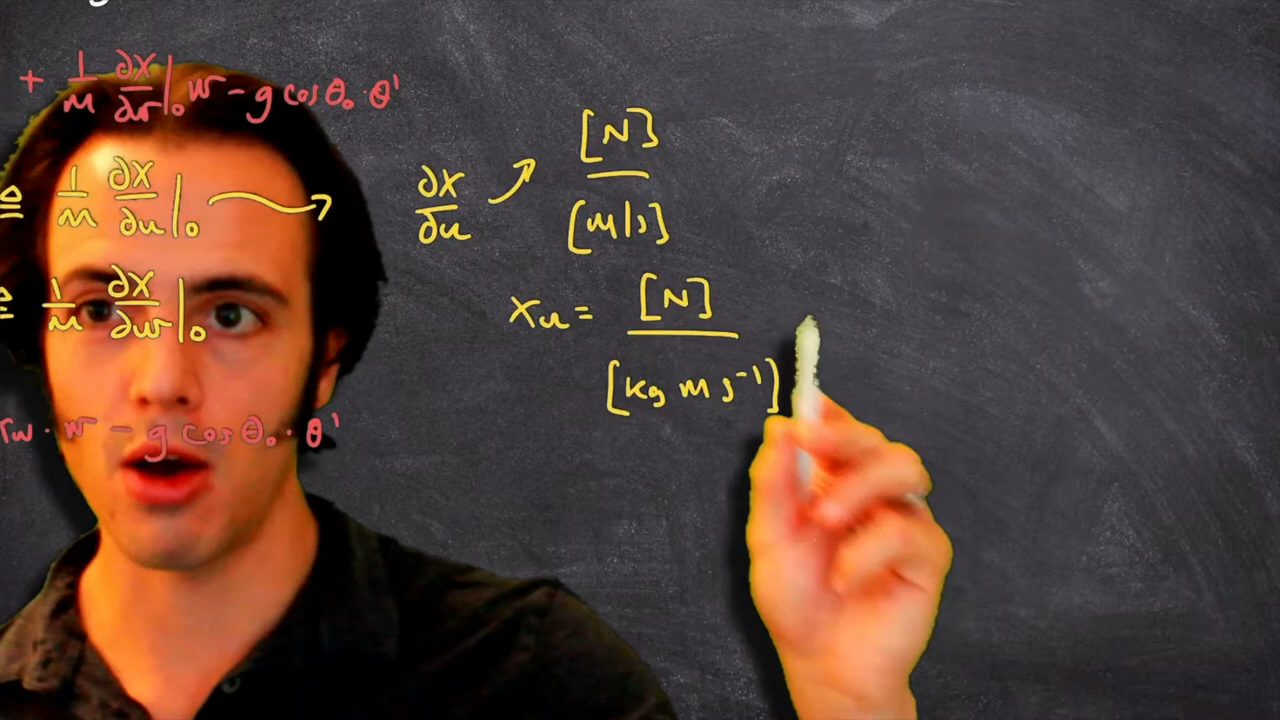 + 1/m ∂X/∂w|₀ w - g cos θ₀ · θ'
≜ 1/m ∂X/∂u|₀ ⟶
≜ 1/m ∂X/∂w|₀
Xw · w - g cos θ₀ · θ'
∂X/∂u ↗ [N]/[m/s]
Xu = [N]/[kg m s⁻¹]